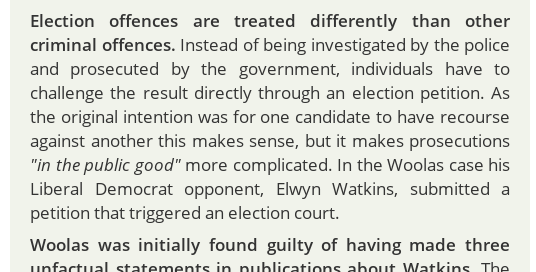 Election offences are treated differently than other
criminal offences. Instead of being investigated by the police
and prosecuted by the government, individuals have to
challenge the result directly through an election petition. As
the original intention was for one candidate to have recourse
against another this makes sense, but it makes prosecutions
"in the public good" more complicated. In the Woolas case his
Liberal Democrat opponent, Elwyn Watkins, submitted a
petition that triggered an election court.
Woolas was initially found guilty of having made three
unfactual statements in publications about Watkins. The